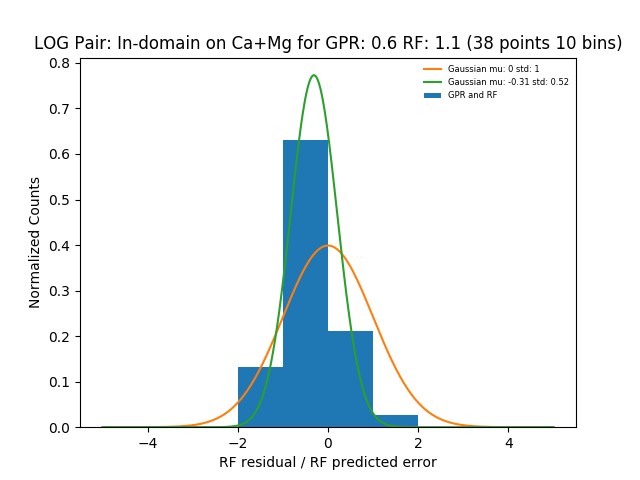 LOG Pair: In-domain on Ca+Mg for GPR: 0.6 RF: 1.1 (38 points 10 bins)
Gaussian mu: 0 std: 1
Gaussian mu: -0.31 std: 0.52
GPR and RF
Normalized Counts
0.8
0.7
0.6
0.5
0.4
0.3
0.2
0.1
0.0
−4 −2 0 2 4
RF residual / RF predicted error